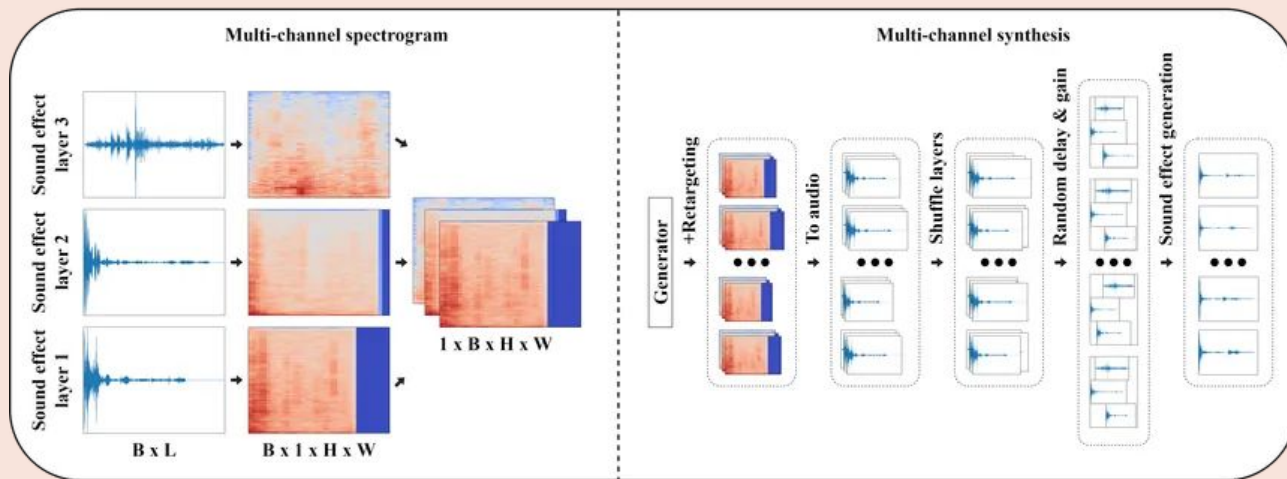 Multi-channel spectrogram
Sound effect
layer 3
Sound effect
layer 2
Sound effect
layer 1
B x L
B x 1 x H x W
1 x B x H x W
Multi-channel synthesis
Generator
+Retargeting
To audio
Shuffle layers
Random delay & gain
Sound effect generation